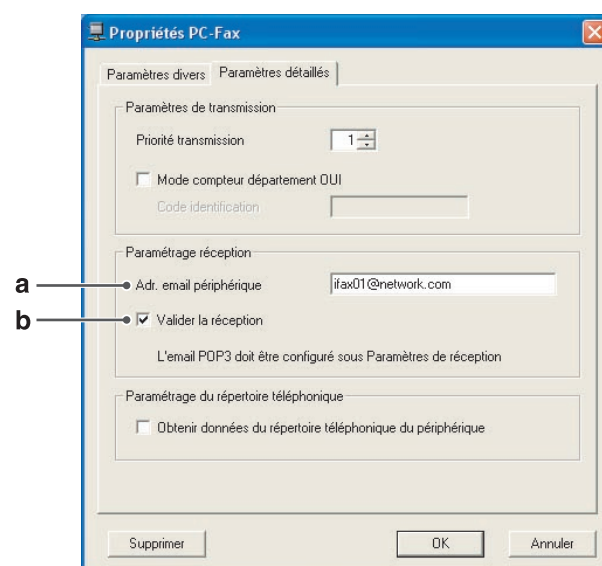 Propriétés PC-Fax
Paramètres divers
Paramètres détaillés
Paramètres de transmission
Priorité transmission
1
Mode compteur département OUI
Code identification
Paramétrage réception
a
Adr. email périphérique
ifax01@network.com
b
Valider la réception
L'email POP3 doit être configuré sous Paramètres de réception
Paramétrage du répertoire téléphonique
Obtenir données du répertoire téléphonique du périphérique
Supprimer
OK
Annuler